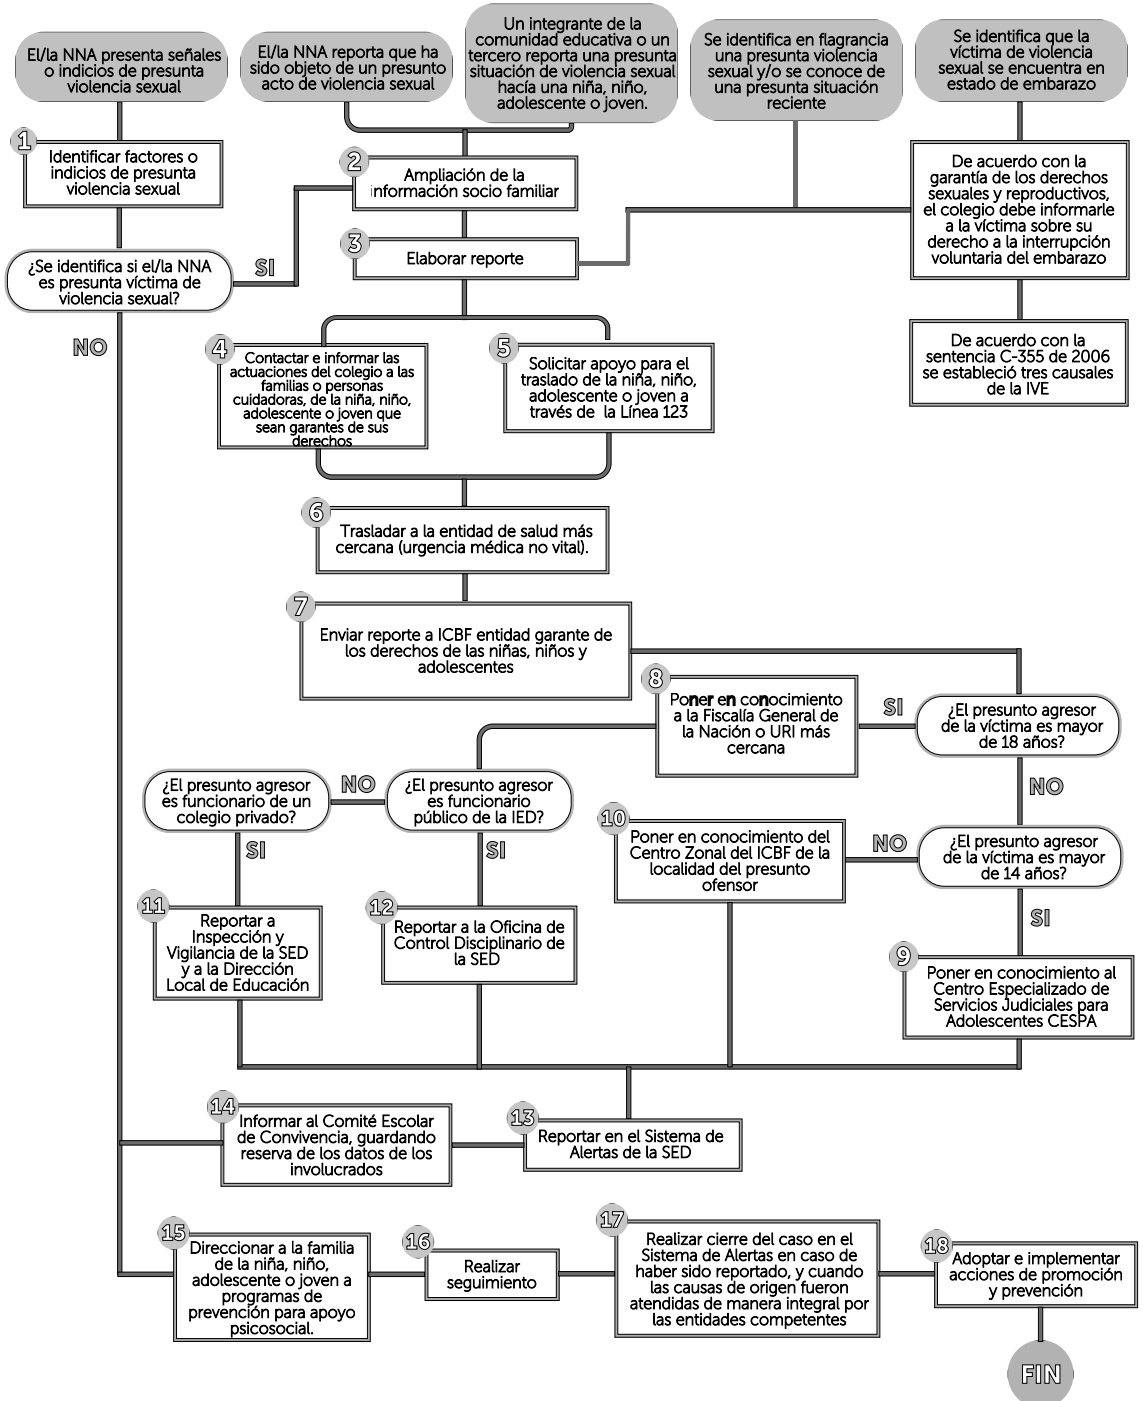 El/la NNA presenta señales
o indicios de presunta
violencia sexual
El/la NNA reporta que ha
sido objeto de un presunto
acto de violencia sexual
Un integrante de la
comunidad educativa o un
tercero reporta una presunta
situación de violencia sexual
hacía una niña, niño,
adolescente o joven.
Se identifica en flagrancia
una presunta violencia
sexual y/o se conoce de
una presunta situación
reciente
Se identifica que la
víctima de violencia
sexual se encuentra en
estado de embarazo
1
Identificar factores o
indicios de presunta
violencia sexual
2
Ampliación de la
información socio familiar
De acuerdo con la
garantía de los derechos
sexuales y reproductivos,
el colegio debe informarle
a la víctima sobre su
derecho a la interrupción
voluntaria del embarazo
3
Elaborar reporte
¿Se identifica si el/la NNA
es presunta víctima de
violencia sexual?
SI
NO
4
Contactar e informar las
actuaciones del colegio a las
familias o personas
cuidadoras, de la niña, niño,
adolescente o joven que
sean garantes de sus
derechos
5
Solicitar apoyo para el
traslado de la niña, niño,
adolescente o joven a
través de la Línea 123
De acuerdo con la
sentencia C-355 de 2006
se estableció tres causales
de la IVE
6
Trasladar a la entidad de salud más
cercana (urgencia médica no vital).
7
Enviar reporte a ICBF entidad garante de
los derechos de las niñas, niños y
adolescentes
8
Poner en conocimiento
a la Fiscalía General de
la Nación o URI más
cercana
SI
¿El presunto agresor
de la víctima es mayor
de 18 años?
NO
¿El presunto agresor
es funcionario de un
colegio privado?
NO
¿El presunto agresor
es funcionario
público de la IED?
10
Poner en conocimiento del
Centro Zonal del ICBF de la
localidad del presunto
ofensor
NO
¿El presunto agresor
de la víctima es mayor
de 14 años?
SI
SI
SI
11
Reportar a
Inspección y
Vigilancia de la SED
y a la Dirección
Local de Educación
12
Reportar a la Oficina de
Control Disciplinario de
la SED
9
Poner en conocimiento al
Centro Especializado de
Servicios Judiciales para
Adolescentes CESPA
14
Informar al Comité Escolar
de Convivencia, guardando
reserva de los datos de los
involucrados
13
Reportar en el Sistema de
Alertas de la SED
15
Direccionar a la familia
de la niña, niño,
adolescente o joven a
programas de
prevención para apoyo
psicosocial.
16
Realizar
seguimiento
17
Realizar cierre del caso en el
Sistema de Alertas en caso de
haber sido reportado, y cuando
las causas de origen fueron
atendidas de manera integral por
las entidades competentes
18
Adoptar e implementar
acciones de promoción
y prevención
FIN